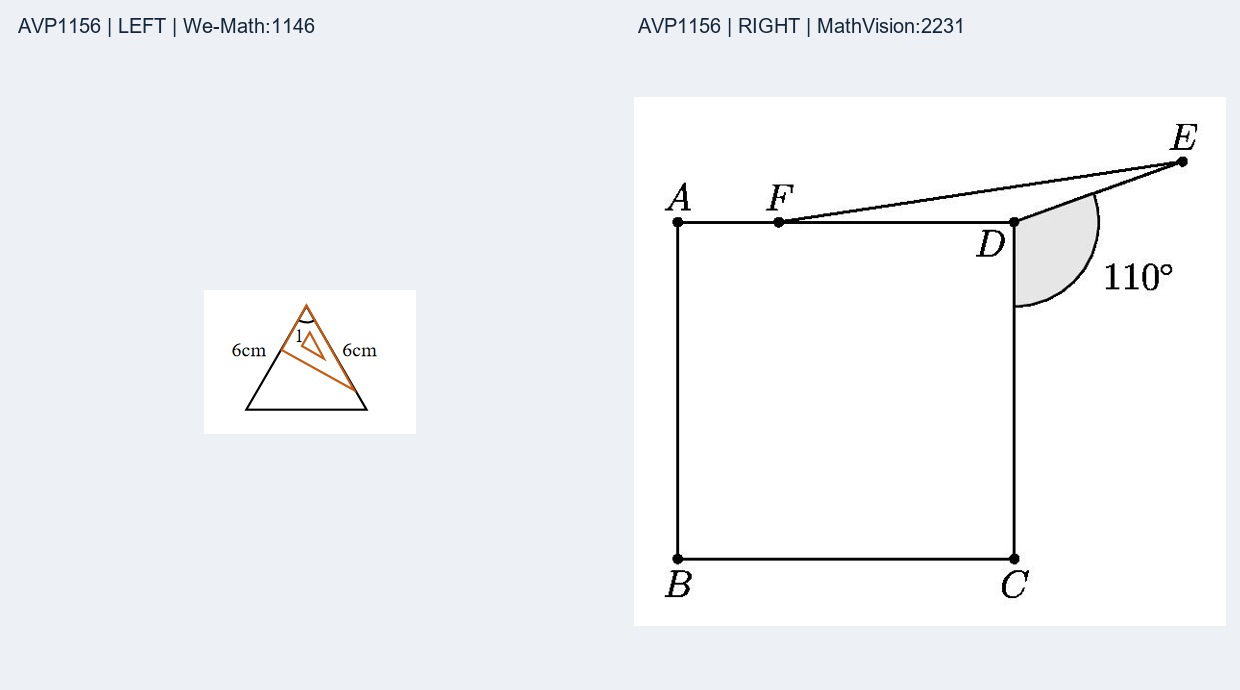 AVP1156 | LEFT | We-Math:1146
AVP1156 | RIGHT | MathVision:2231
6cm
1
6cm
A
F
E
D
110°
B
C